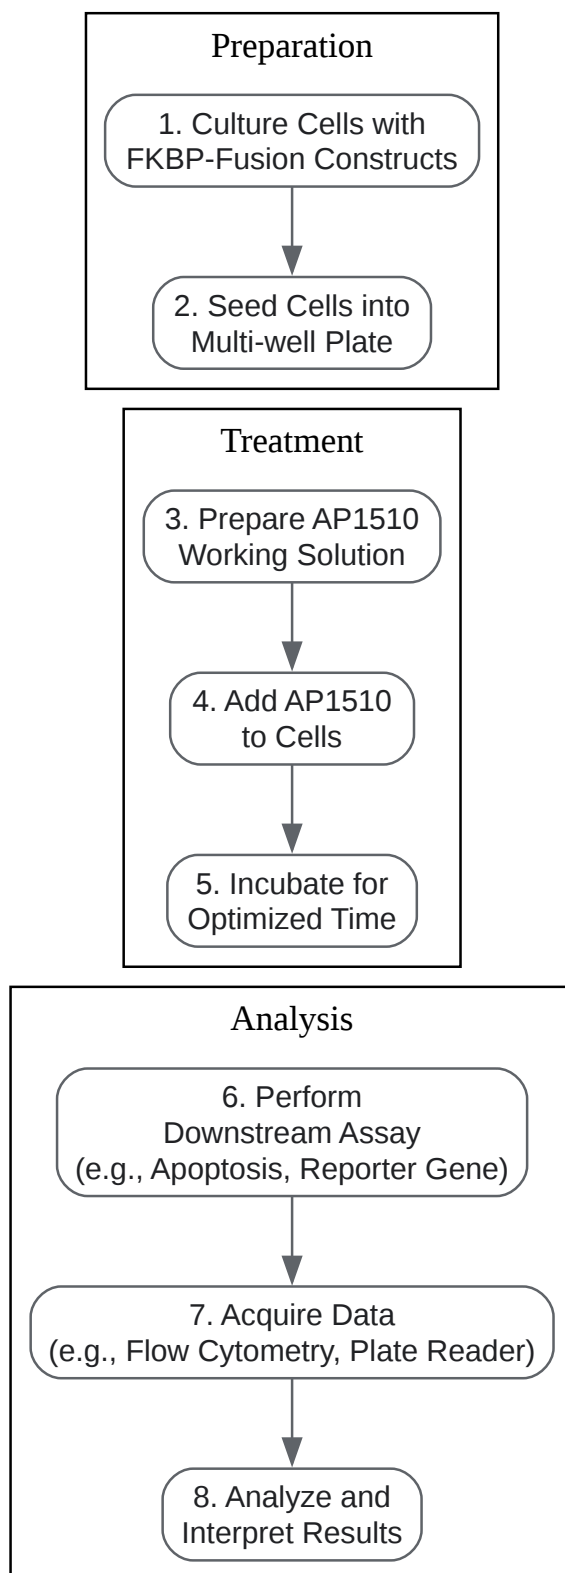 Preparation
1. Culture Cells with
FKBP-Fusion Constructs
2. Seed Cells into
Multi-well Plate
Treatment
3. Prepare AP1510
Working Solution
4. Add AP1510
to Cells
5. Incubate for
Optimized Time
Analysis
6. Perform
Downstream Assay
(e.g., Apoptosis, Reporter Gene)
7. Acquire Data
(e.g., Flow Cytometry, Plate Reader)
8. Analyze and
Interpret Results